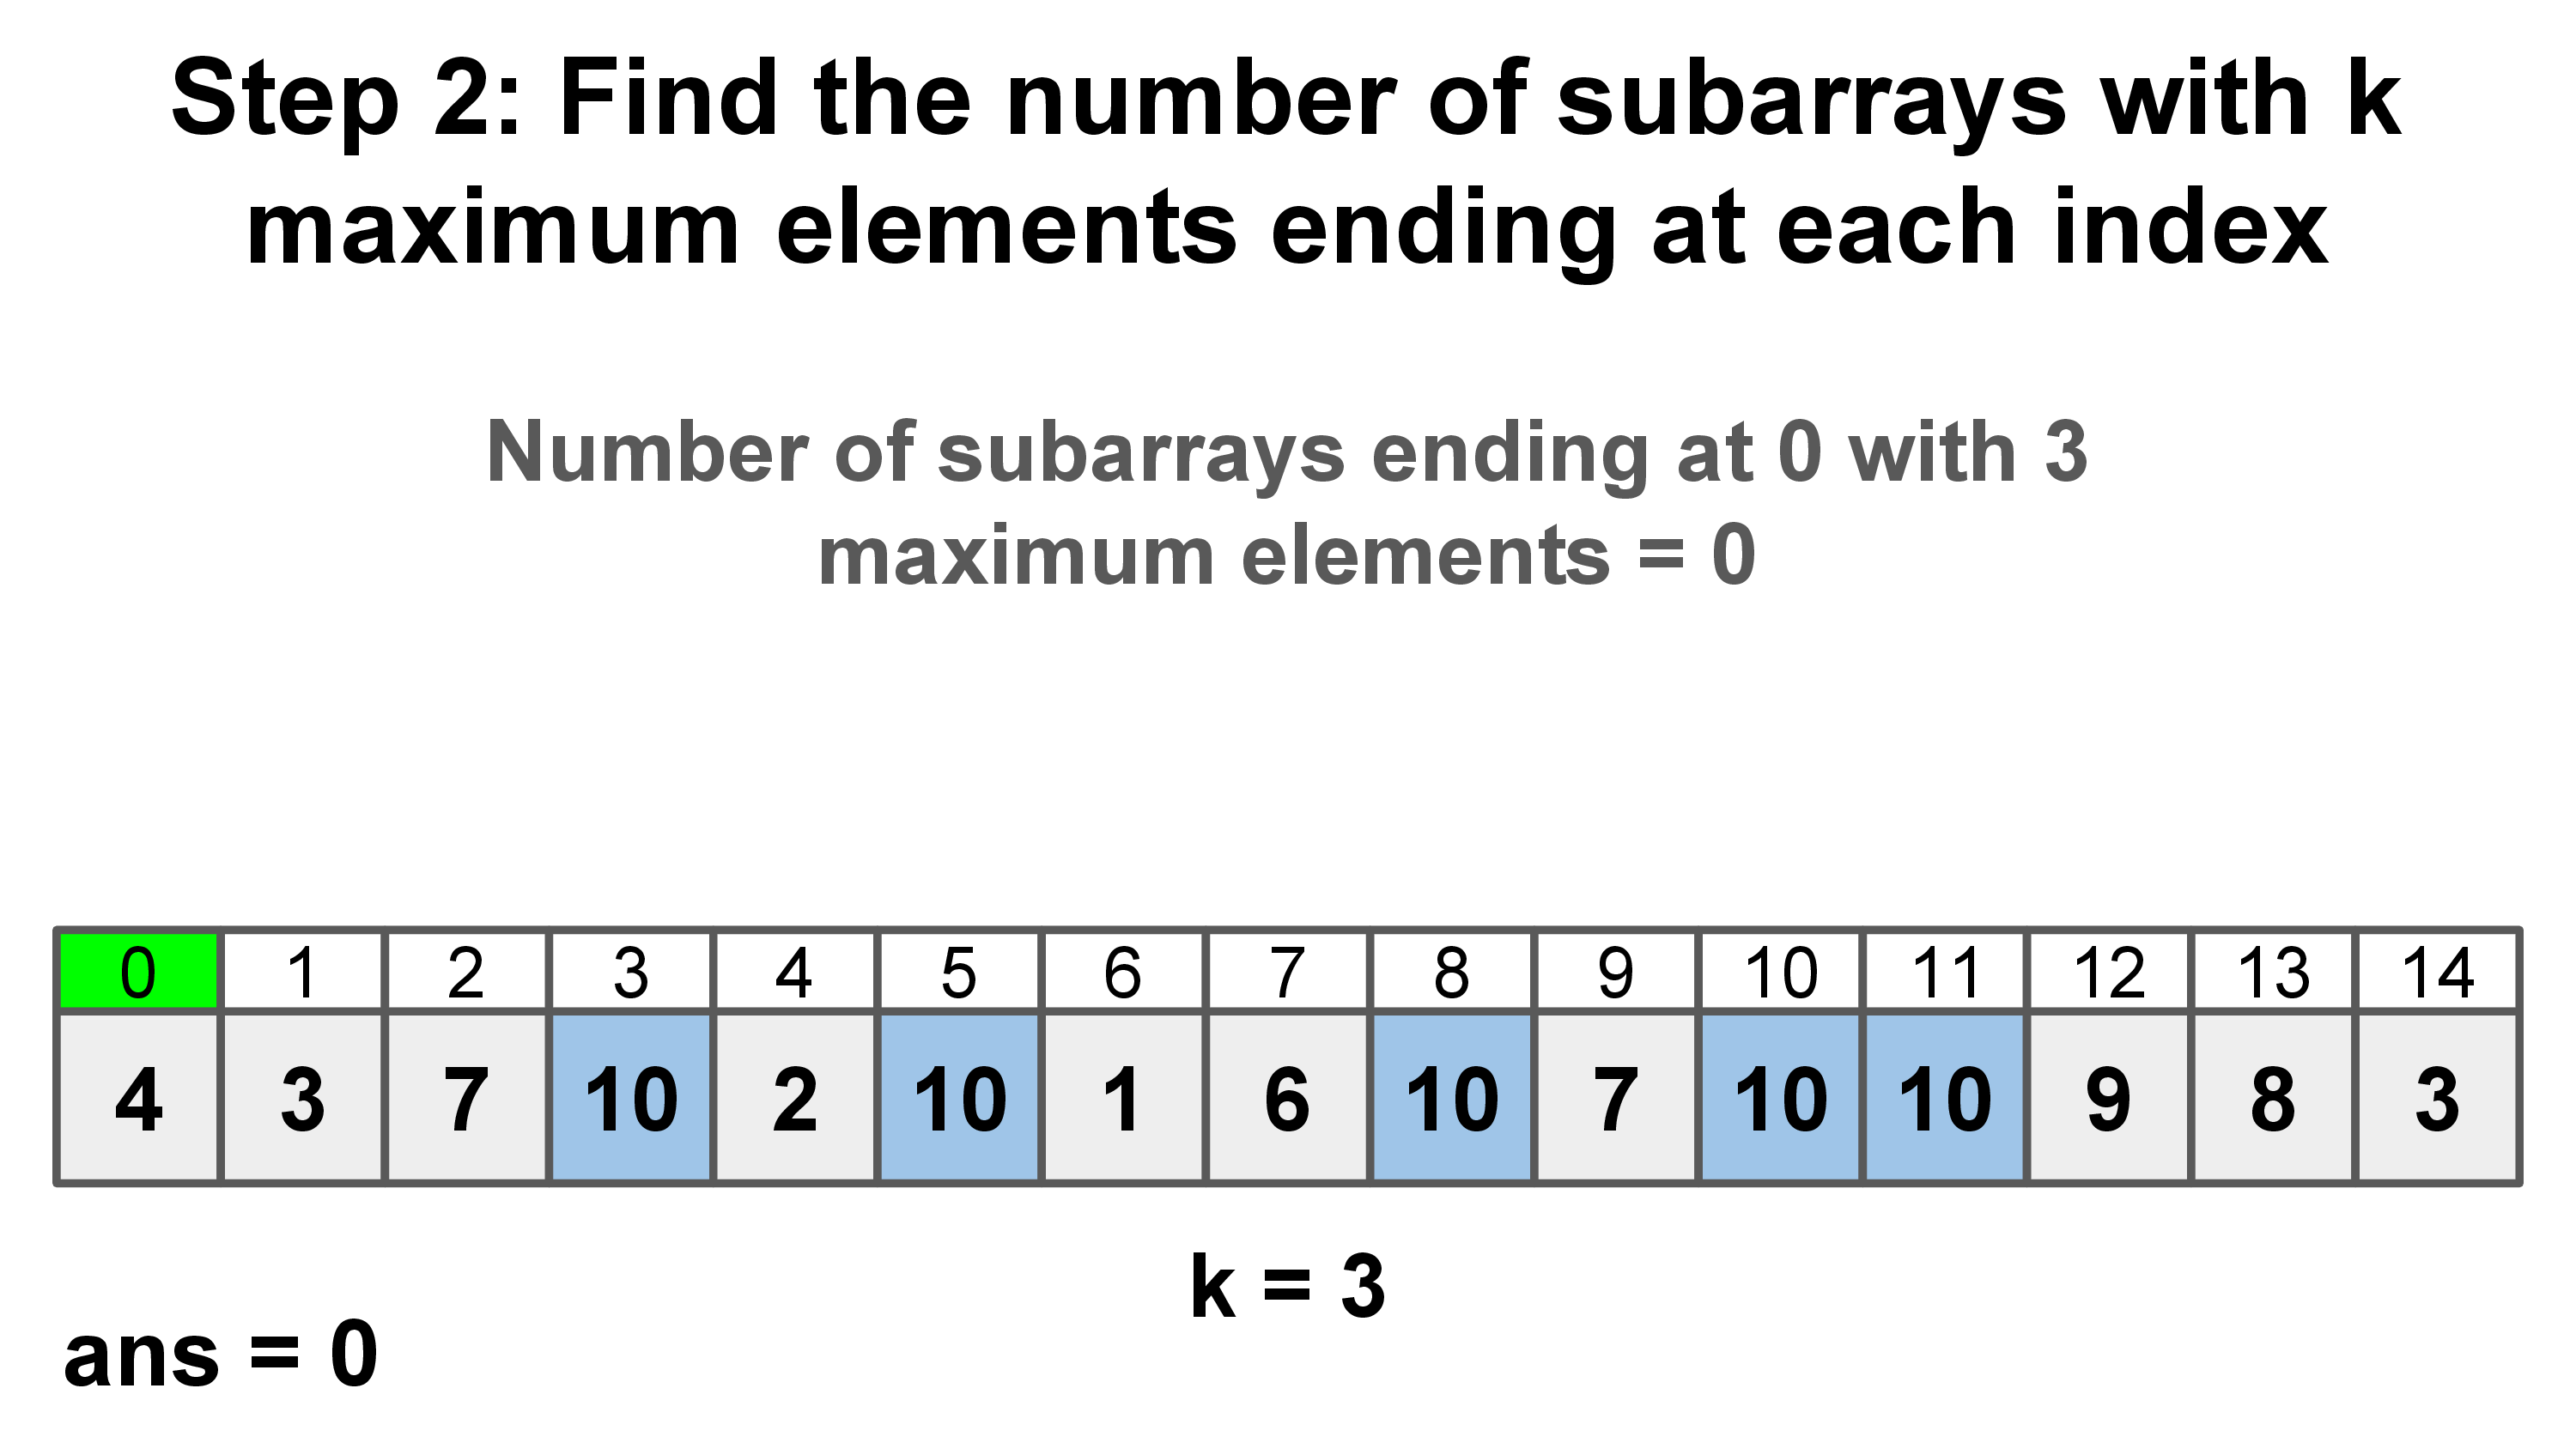 Step 2: Find the number of subarrays with k
maximum elements ending at each index
Number of subarrays ending at 0 with 3
maximum elements = 0
0 1 2 3 4 5 6 7 8 9 10 11 12 13 14
4 3 7 10 2 10 1 6 10 7 10 10 9 8 3
k = 3
ans = 0